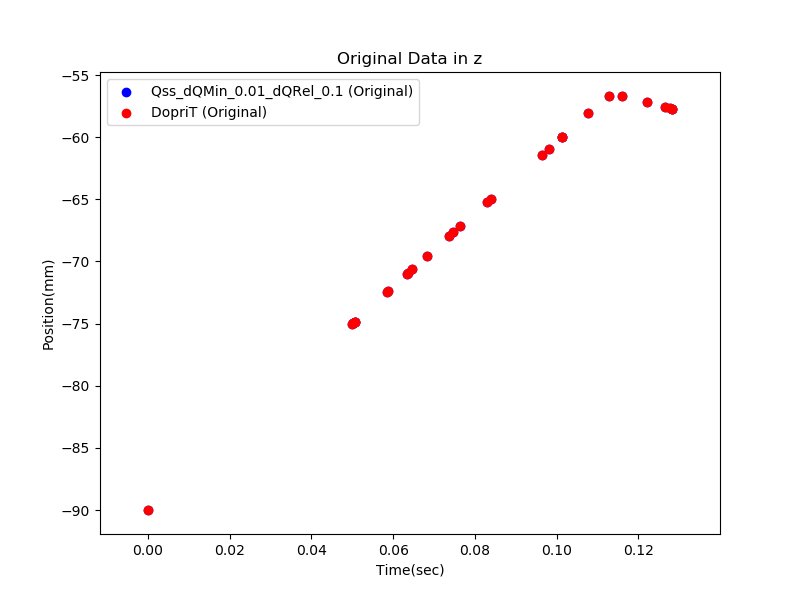 Original Data in z
Qss_dQMin_0.01_dQRel_0.1 (Original)
DopriT (Original)
−55
−60
−65
−70
−75
−80
−85
−90
Position(mm)
0.00 0.02 0.04 0.06 0.08 0.10 0.12
Time(sec)